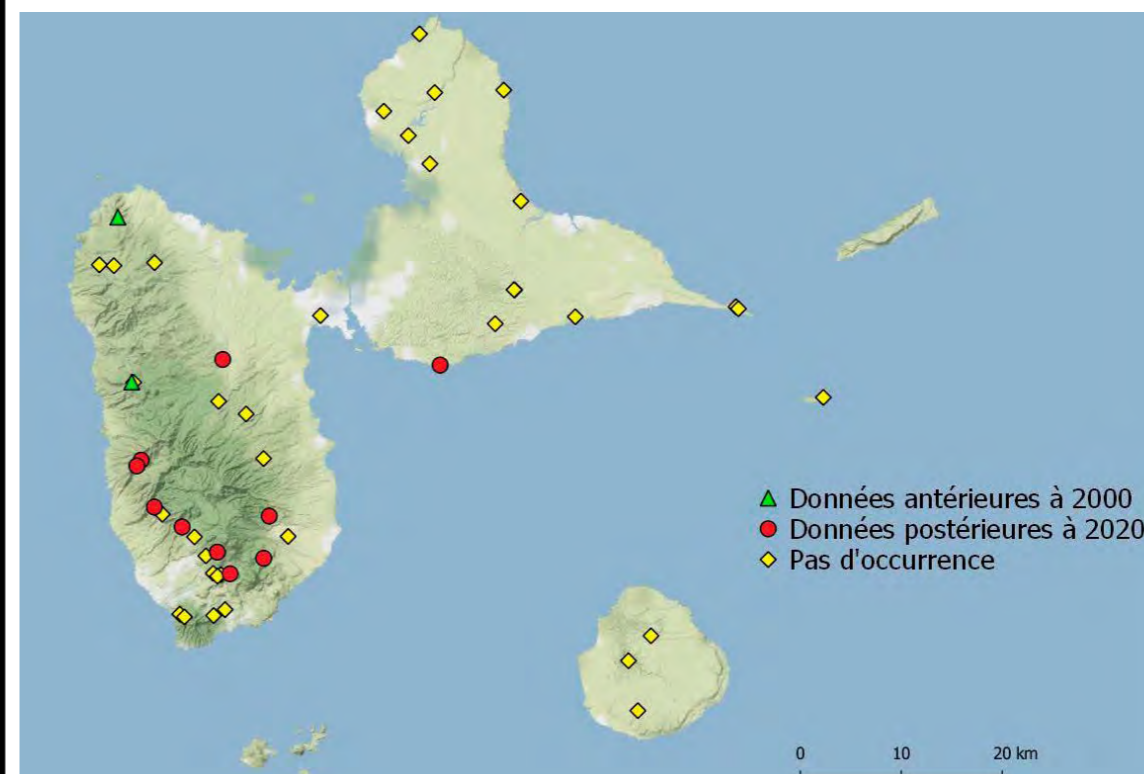 Données antérieures à 2000
Données postérieures à 2020
Pas d'occurrence
0 10 20 km